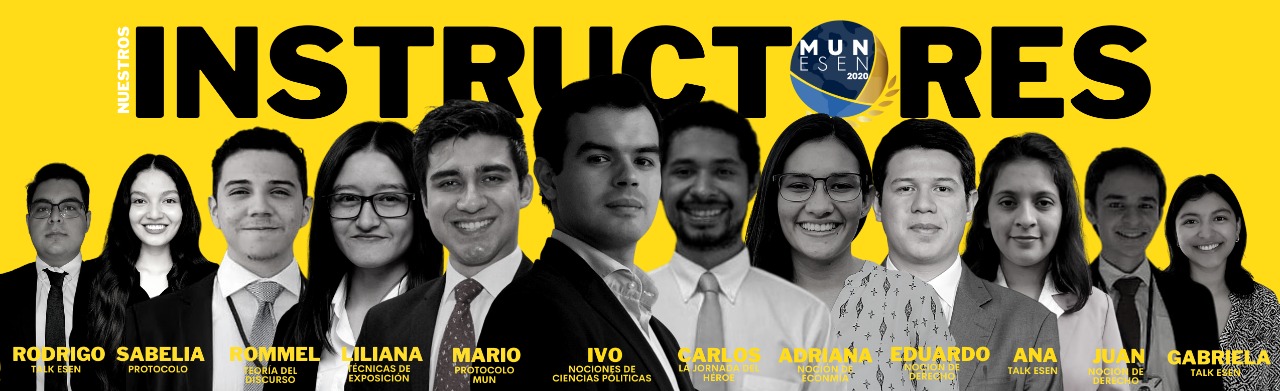 NUESTROS
INSTRUCTORES
MUN
ESEN
2020
RODRIGO
TALK ESEN
SABELIA
PROTOCOLO
ROMMEL
TEORÍA DEL
DISCURSO
LILIANA
TÉCNICAS DE
EXPOSICIÓN
MARIO
PROTOCOLO
MUN
IVO
NOCIONES DE
CIENCIAS POLÍTICAS
CARLOS
LA JORNADA DEL
HÉROE
ADRIANA
NOCIÓN DE
ECONMÍA
EDUARDO
NOCIÓN DE
DERECHO
ANA
TALK ESEN
JUAN
NOCIÓN DE
DERECHO
GABRIELA
TALK ESEN